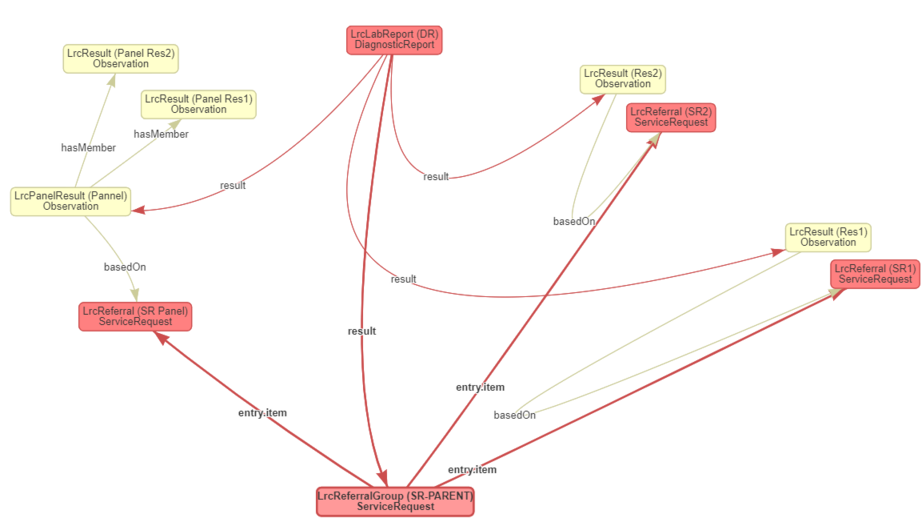 LrcLabReport (DR)
DiagnosticReport
LrcResult (Panel Res2)
Observation
LrcResult (Res2)
Observation
LrcResult (Panel Res1)
Observation
LrcReferral (SR2)
ServiceRequest
hasMember
hasMember
result
result
LrcPanelResult (Pannel)
Observation
basedOn
LrcResult (Res1)
Observation
basedOn
result
LrcReferral (SR1)
ServiceRequest
LrcReferral (SR Panel)
ServiceRequest
result
entry.item
entry.item
basedOn
entry.item
LrcReferralGroup (SR-PARENT)
ServiceRequest